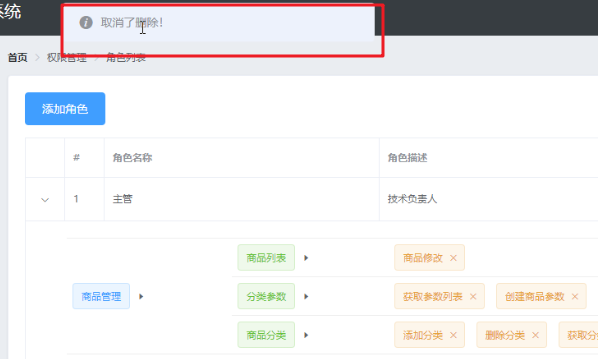 系统
取消了删除!
首页 > 权限管理 > 角色列表
添加角色
# 角色名称 角色描述
1 主管 技术负责人
商品列表 商品修改
商品管理 分类参数 获取参数列表 创建商品参数
商品分类 添加分类 删除分类 获取分